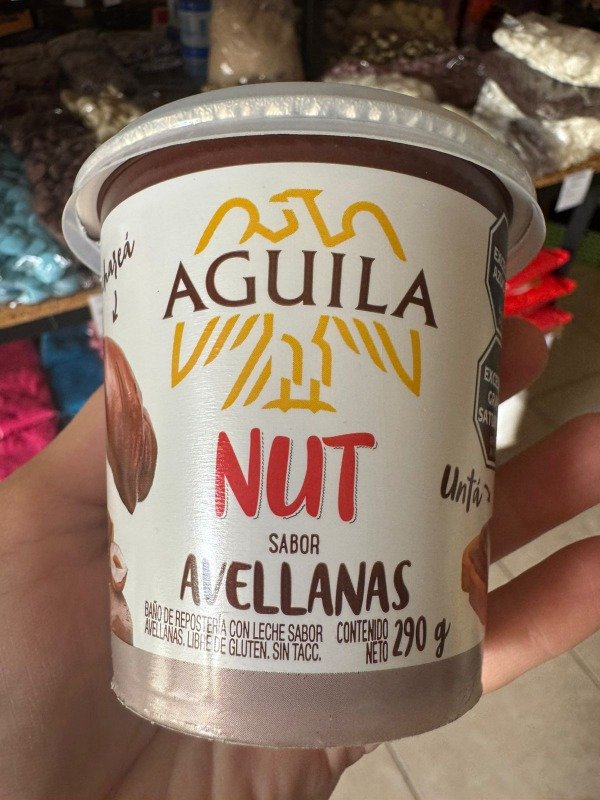 AGUILA
NUT
SABOR
AVELLANAS
BAÑO DE REPOSTERÍA CON LECHE SABOR
AVELLANAS. LIBRE DE GLUTEN. SIN TACC.
CONTENIDO
NETO
290 g
Untá